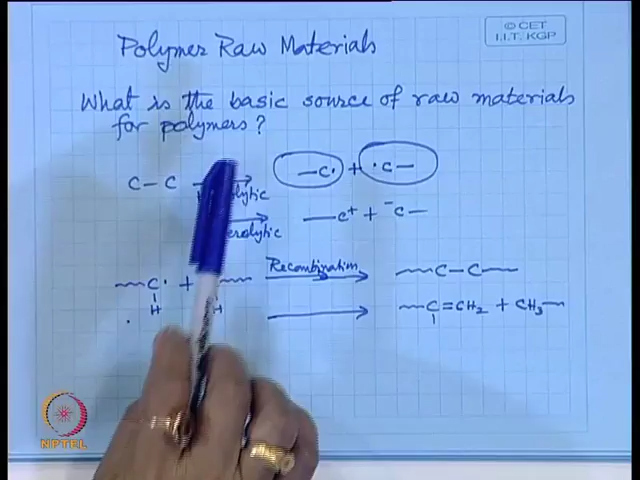 © CET
I.I.T. KGP
Polymer Raw Materials
What is the basic source of raw materials
for polymers?
C – C → —C· + ·C—
→ —C⁺ + ⁻C—
~~C· + → Recombination ~~C–C—
H H → ~~C=CH₂ + CH₃~
NPTEL